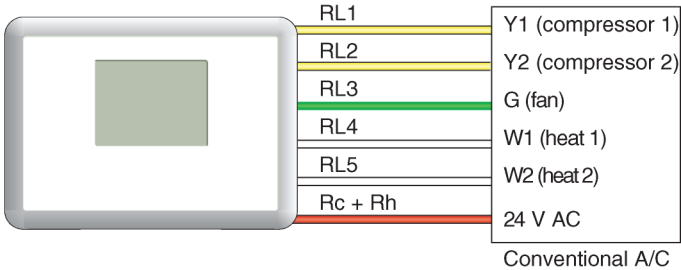 RL1
Y1 (compressor 1)
RL2
Y2 (compressor 2)
RL3
G (fan)
RL4
W1 (heat 1)
RL5
W2 (heat 2)
Rc + Rh
24 V AC
Conventional A/C